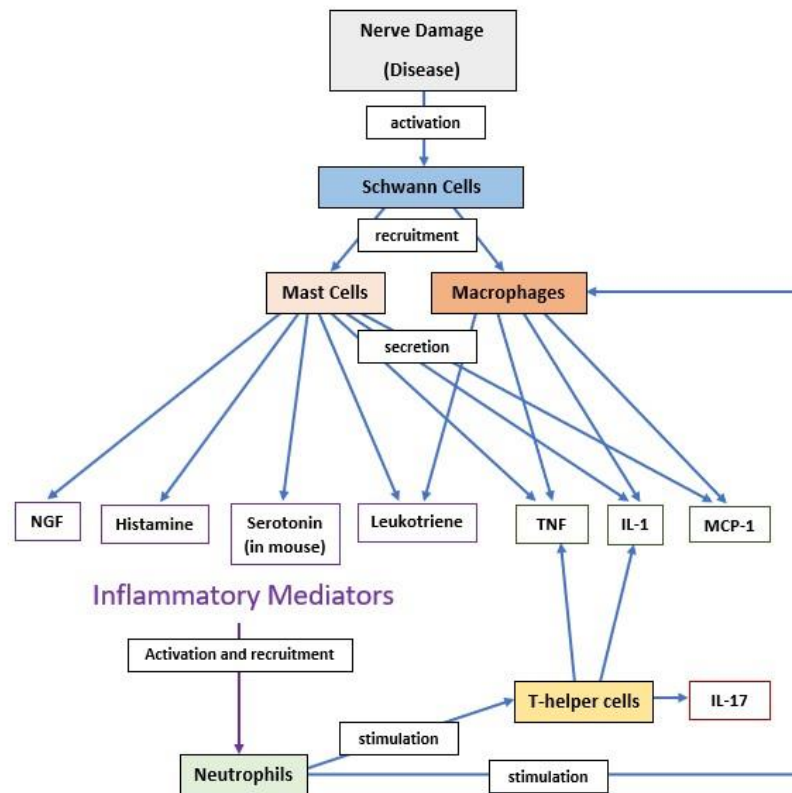 Nerve Damage
(Disease)
activation
Schwann Cells
recruitment
Mast Cells
Macrophages
secretion
NGF
Histamine
Serotonin
(in mouse)
Leukotriene
TNF
IL-1
MCP-1
Inflammatory Mediators
Activation and recruitment
T-helper cells
IL-17
stimulation
Neutrophils
stimulation